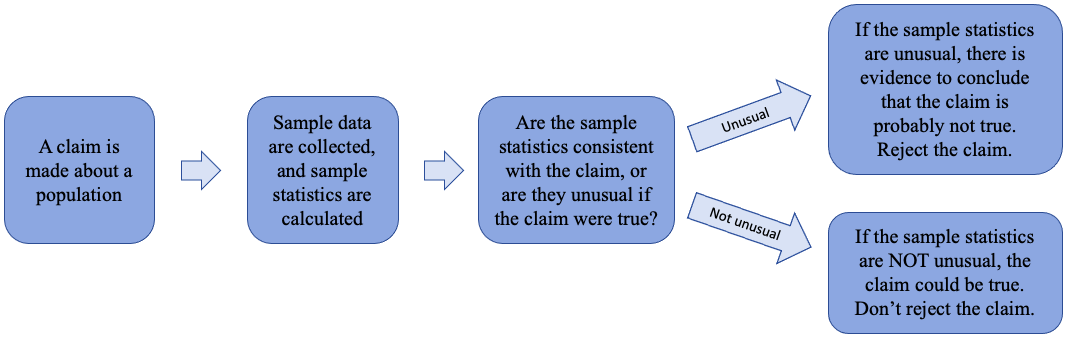 A claim is
made about a
population
Sample data
are collected,
and sample
statistics are
calculated
Are the sample
statistics consistent
with the claim, or
are they unusual if
the claim were true?
Unusual
If the sample statistics
are unusual, there is
evidence to conclude
that the claim is
probably not true.
Reject the claim.
Not unusual
If the sample statistics
are NOT unusual, the
claim could be true.
Don’t reject the claim.